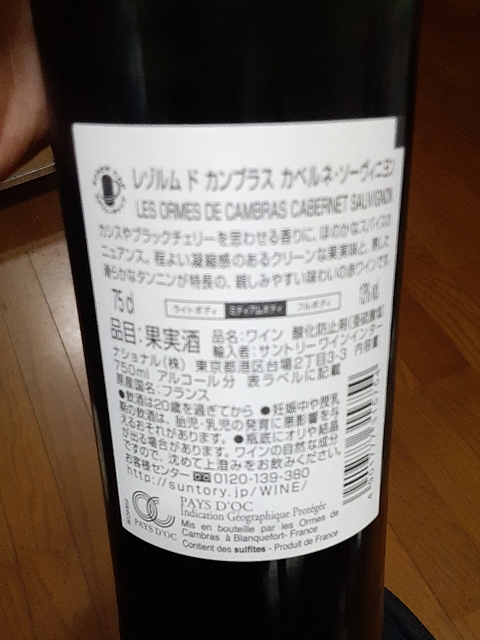 レゾルム ド カンブラス カベルネ・ソーヴィニヨン
LES ORMES DE CAMBRAS CABERNET SAUVIGNON
カシスやブラックチェリーを思わせる香りに、ほのかなスパイスの
ニュアンス。程よい凝縮感のあるクリーンな果実味と、熟した
滑らかなタンニンが特長の、親しみやすい味わいの赤ワインです。
ライトボディ ミディアムボディ フルボディ
75cl 13% vol.
品目:果実酒 品名:ワイン 酸化防止剤(亜硫酸塩)
輸入者:サントリーワインインター
ナショナル(株) 東京都港区台場2丁目3-3 内容量
750ml アルコール分 表ラベルに記載
原産国名:フランス
●飲酒は20歳を過ぎてから ●妊娠中や授乳
期の飲酒は、胎児・乳児の発育に悪影響を与
えるおそれがあります。 ●瓶底にオリや結晶
が出る場合があります。ワインの自然な成分
ですので、沈めて上澄みをお飲みください。
お客様センター 0120-139-380
http://suntory.jp/WINE/
PAYS D'OC
Indication Géographique Protégée
PAYS D'OC
Mis en bouteille par les Ormes de
Cambras à Blanquefort- France
Contient des sulfites - Produit de France